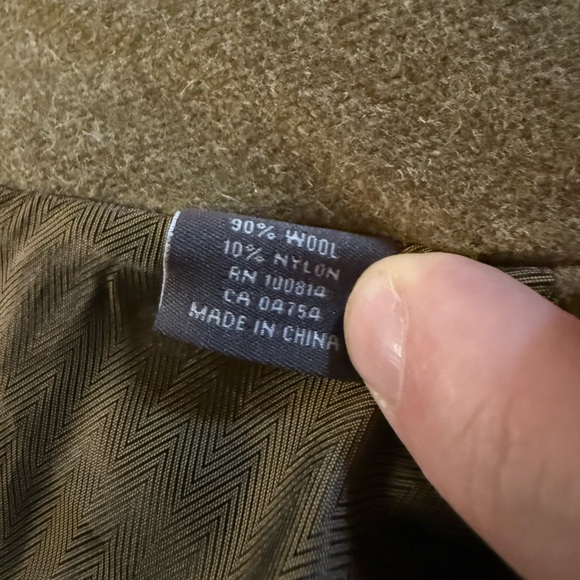 90% WOOL
10% NYLON
RN 100814
CA 04754
MADE IN CHINA